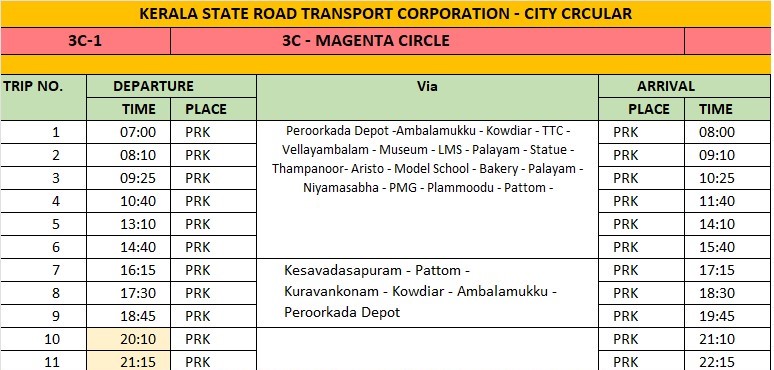 KERALA STATE ROAD TRANSPORT CORPORATION - CITY CRCULAR
3C-1 3C - MAGENTA CIRCLE
TRIP NO. DEPARTURE Via ARRIVAL
TIME PLACE PLACE TIME
1 07:00 PRK Peroorkada Depot -Ambalamukku - Kowdiar - TTC - PRK 08:00
2 08:10 PRK Vellayambalam - Museum - LMS - Palayam - Statue - PRK 09:10
3 09:25 PRK Thampanoor- Aristo - Model School - Bakery - Palayam - PRK 10:25
4 10:40 PRK Niyamasabha - PMG - Plammoodu - Pattom - PRK 11:40
5 13:10 PRK PRK 14:10
6 14:40 PRK PRK 15:40
7 16:15 PRK Kesavadasapuram - Pattom - PRK 17:15
8 17:30 PRK Kuravankonam - Kowdiar - Ambalamukku - PRK 18:30
9 18:45 PRK Peroorkada Depot PRK 19:45
10 20:10 PRK PRK 21:10
11 21:15 PRK PRK 22:15